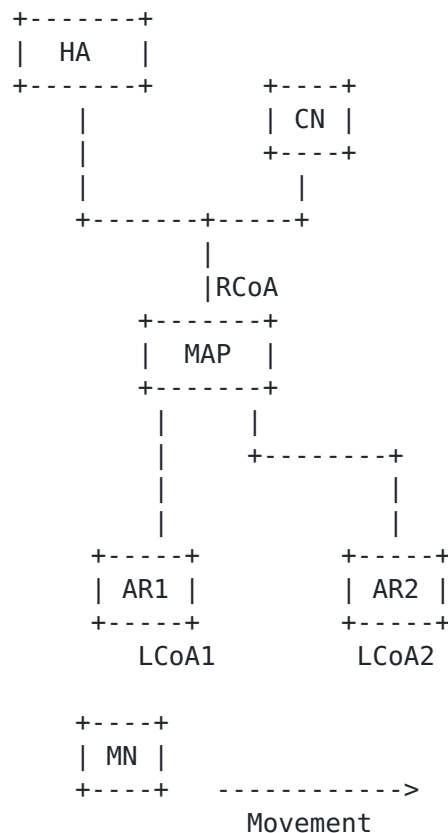 HA
CN
RCoA
MAP
AR1 AR2
LCoA1 LCoA2
MN
Movement